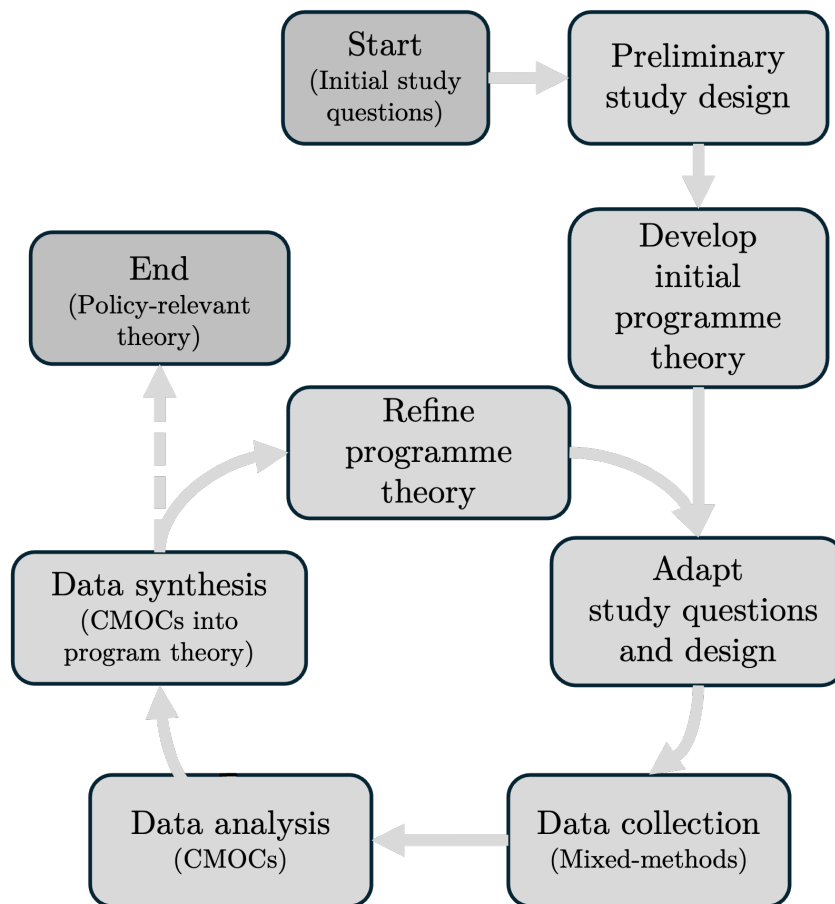 Start
(Initial study
questions)
Preliminary
study design
Develop
initial
programme
theory
End
(Policy-relevant
theory)
Refine
programme
theory
Adapt
study questions
and design
Data synthesis
(CMOCs into
program theory)
Data analysis
(CMOCs)
Data collection
(Mixed-methods)